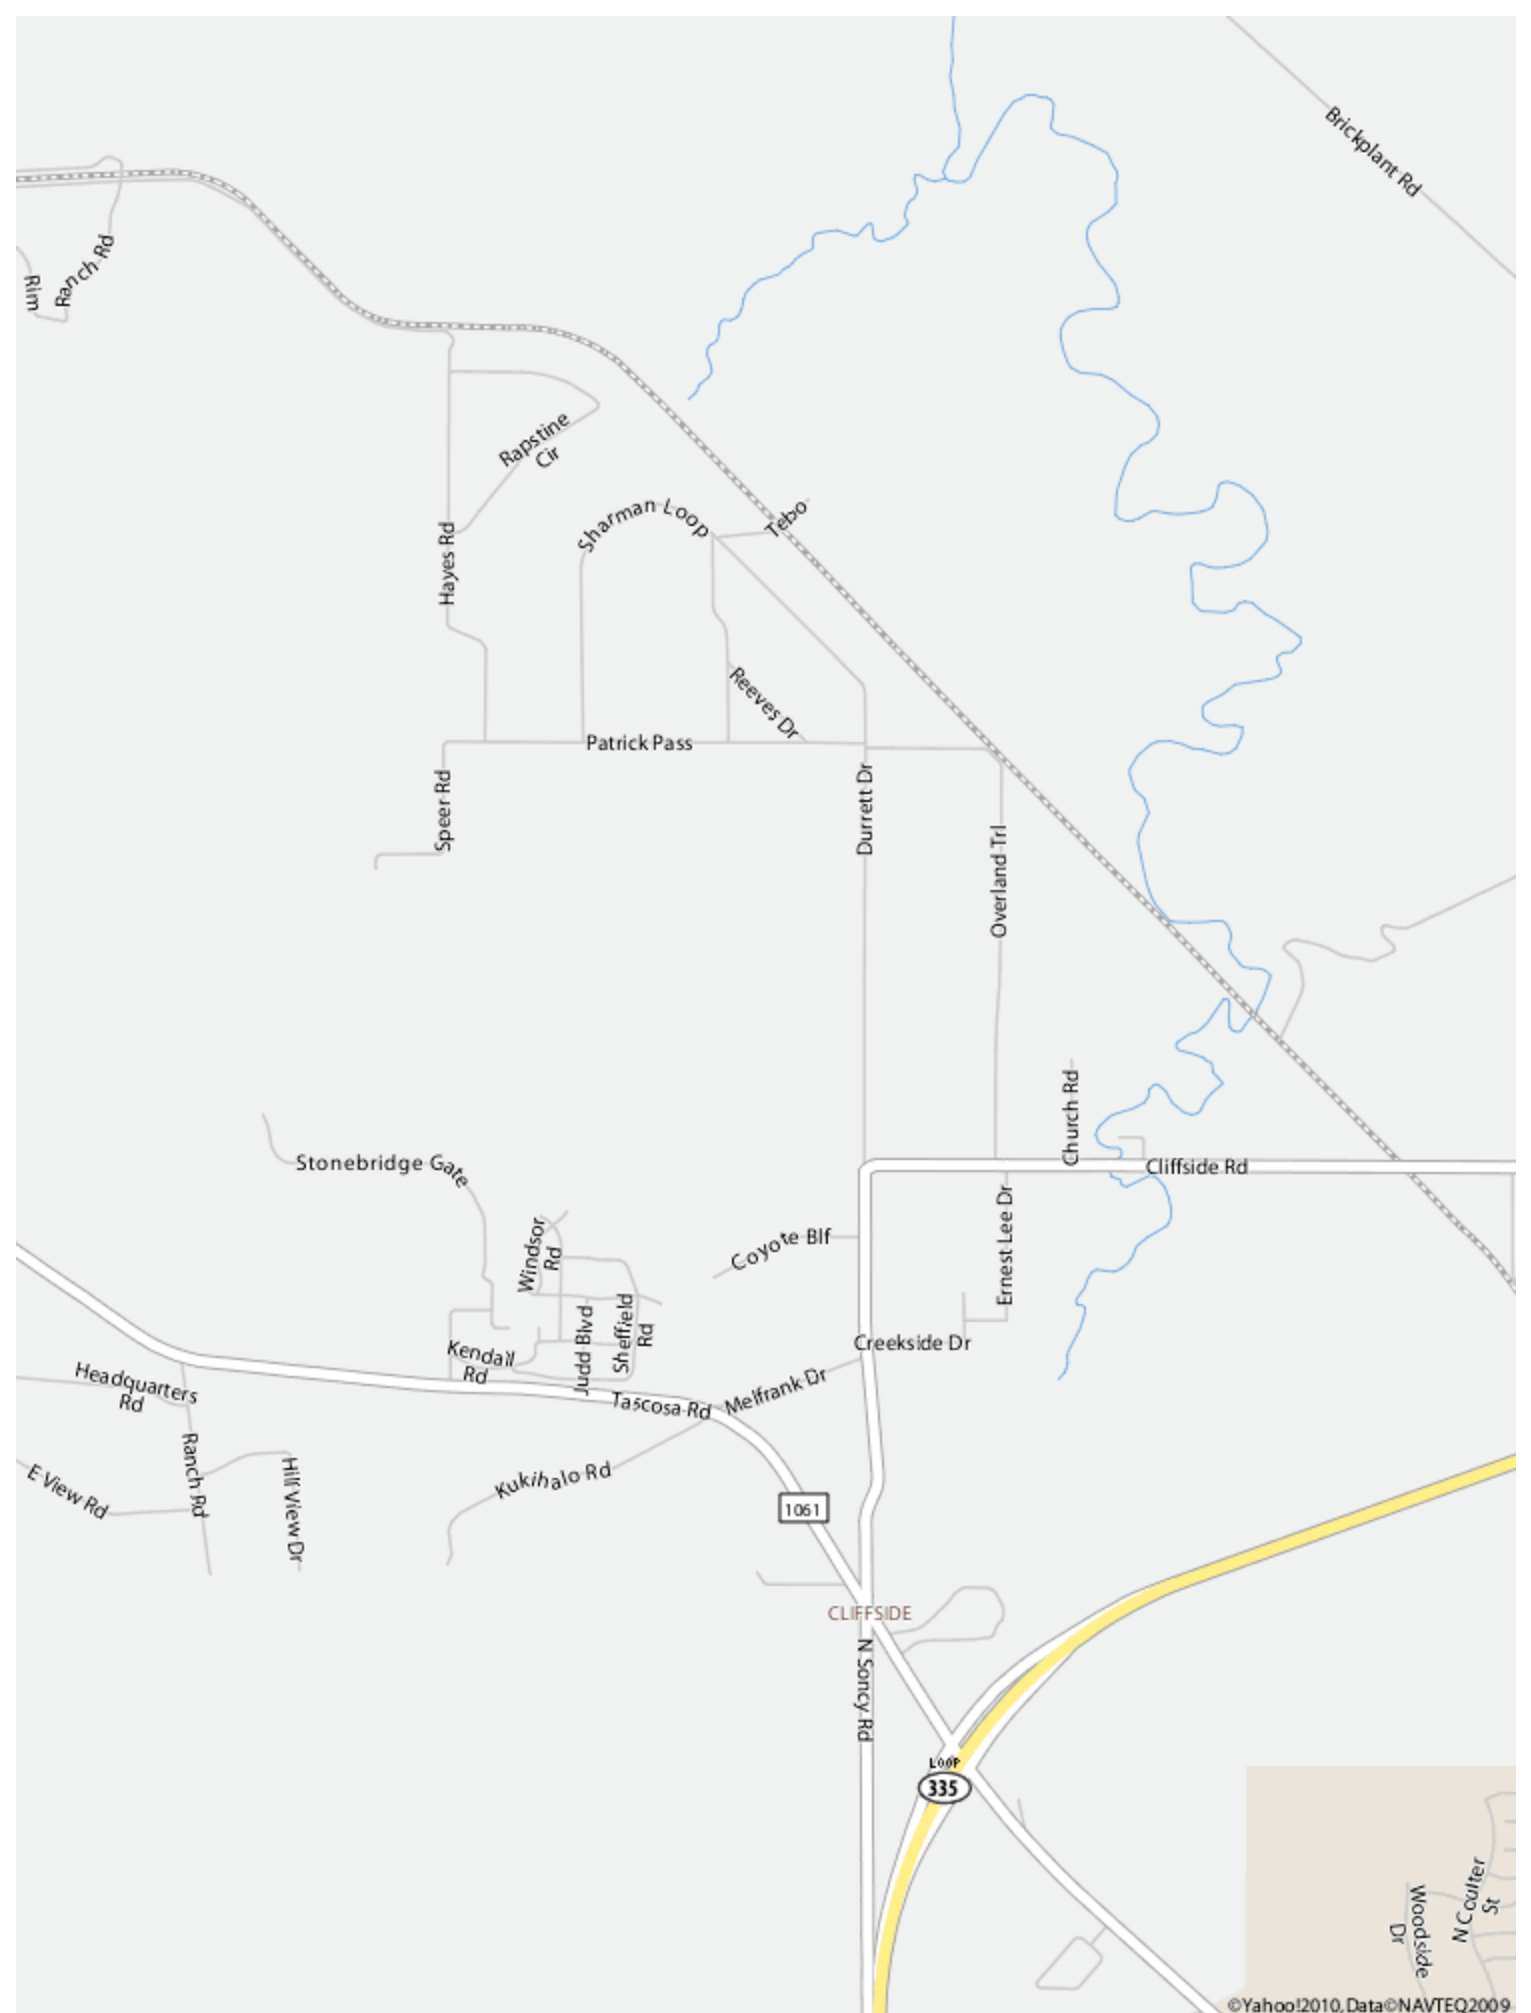 Brickplant Rd
Ranch Rd
Rim
Rapstine
Cir
Sharman Loop
Tebo
Hayes Rd
Reeves Dr
Patrick Pass
Speer Rd
Durrett Dr
Overland Trl
Church Rd
Stonebridge Gate
Cliffside Rd
Windsor
Rd
Coyote Blf
Ernest Lee Dr
Judd Blvd
Sheffield
Rd
Creekside Dr
Kendall
Rd
Headquarters
Rd
Tascosa Rd
Melfrank Dr
Ranch Rd
Hill View Dr
E View Rd
Kukihalo Rd
1061
CLIFFSIDE
N Soncy Rd
LOOP
335
N Coulter
St
Woodside
Dr
©Yahoo!2010, Data©NAVTEQ2009